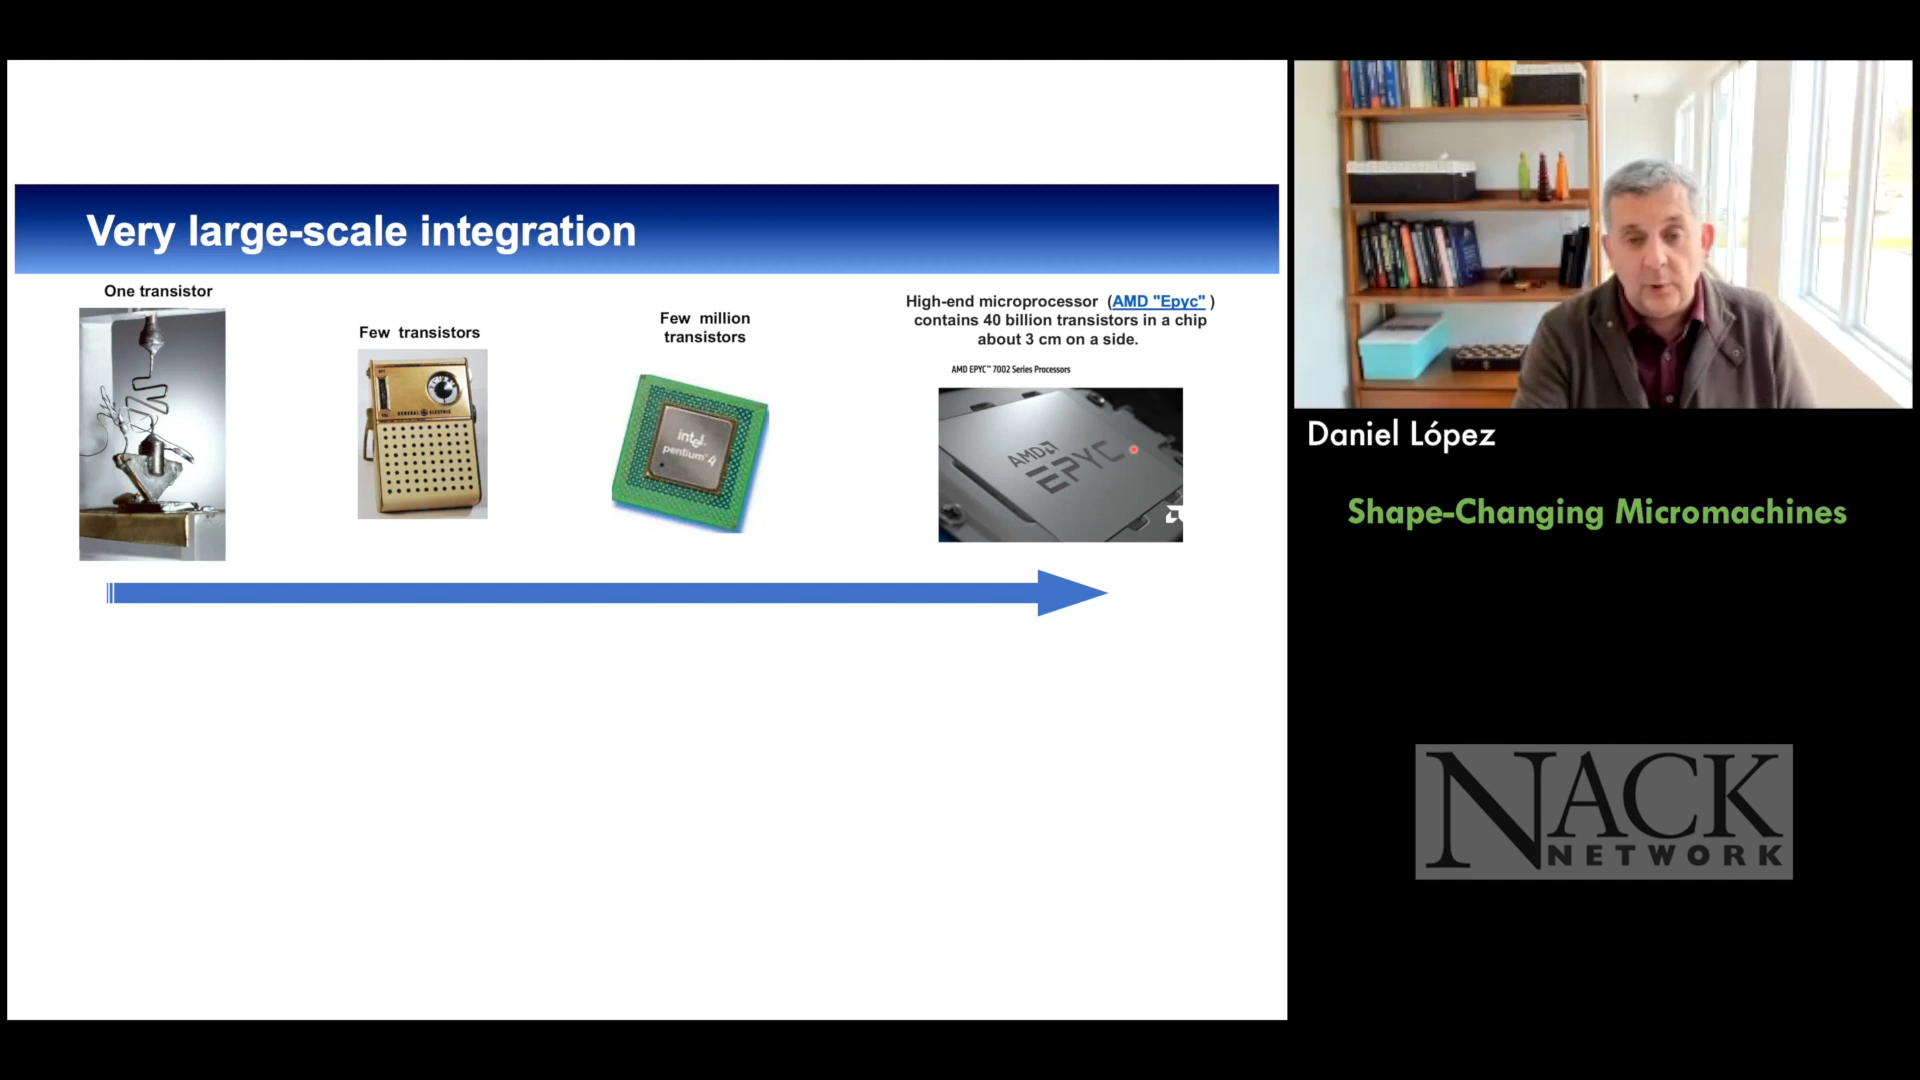 Very large-scale integration
One transistor
Few transistors
GENERAL ELECTRIC
Few million
transistors
intel
pentium 4
High-end microprocessor (AMD "Epyc" )
contains 40 billion transistors in a chip
about 3 cm on a side.
AMD EPYC™ 7002 Series Processors
AMD
EPYC
Daniel López
Shape-Changing Micromachines
NACK
NETWORK